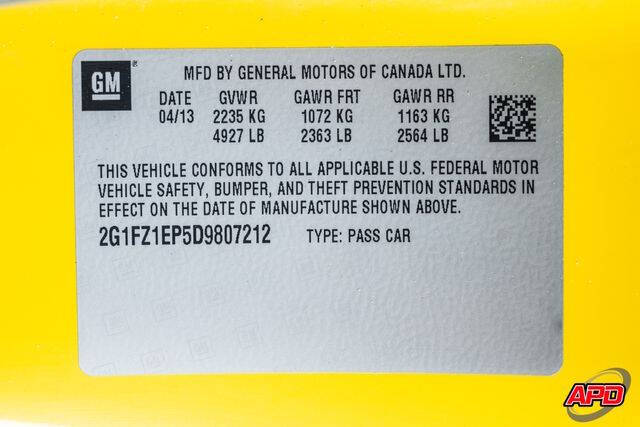 GM
MFD BY GENERAL MOTORS OF CANADA LTD.
DATE GVWR GAWR FRT GAWR RR
04/13 2235 KG 1072 KG 1163 KG
4927 LB 2363 LB 2564 LB
THIS VEHICLE CONFORMS TO ALL APPLICABLE U.S. FEDERAL MOTOR
VEHICLE SAFETY, BUMPER, AND THEFT PREVENTION STANDARDS IN
EFFECT ON THE DATE OF MANUFACTURE SHOWN ABOVE.
2G1FZ1EP5D9807212 TYPE: PASS CAR
GM
APD